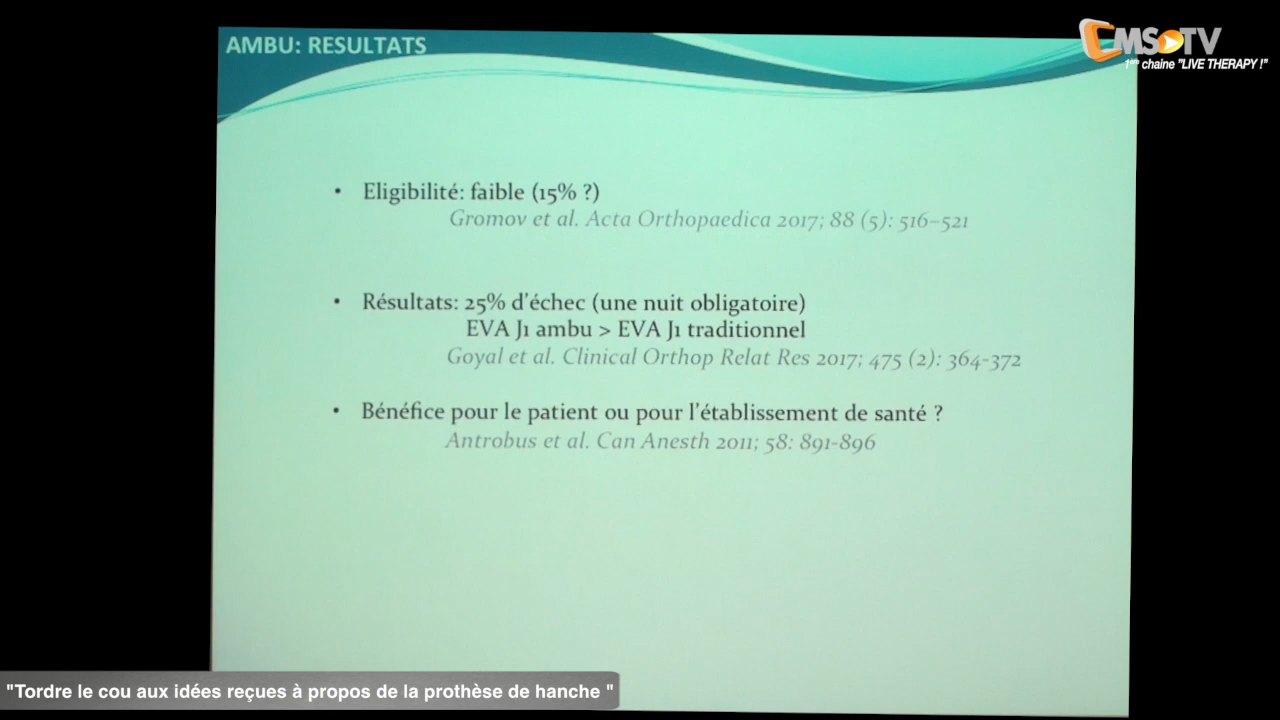 AMBU: RESULTATS
CMS TV
1ère chaine "LIVE THERAPY !"
• Eligibilité: faible (15% ?)
Gromov et al. Acta Orthopaedica 2017; 88 (5): 516–521
• Résultats: 25% d’échec (une nuit obligatoire)
EVA J1 ambu > EVA J1 traditionnel
Goyal et al. Clinical Orthop Relat Res 2017; 475 (2): 364-372
• Bénéfice pour le patient ou pour l’établissement de santé ?
Antrobus et al. Can Anesth 2011; 58: 891-896
"Tordre le cou aux idées reçues à propos de la prothèse de hanche "